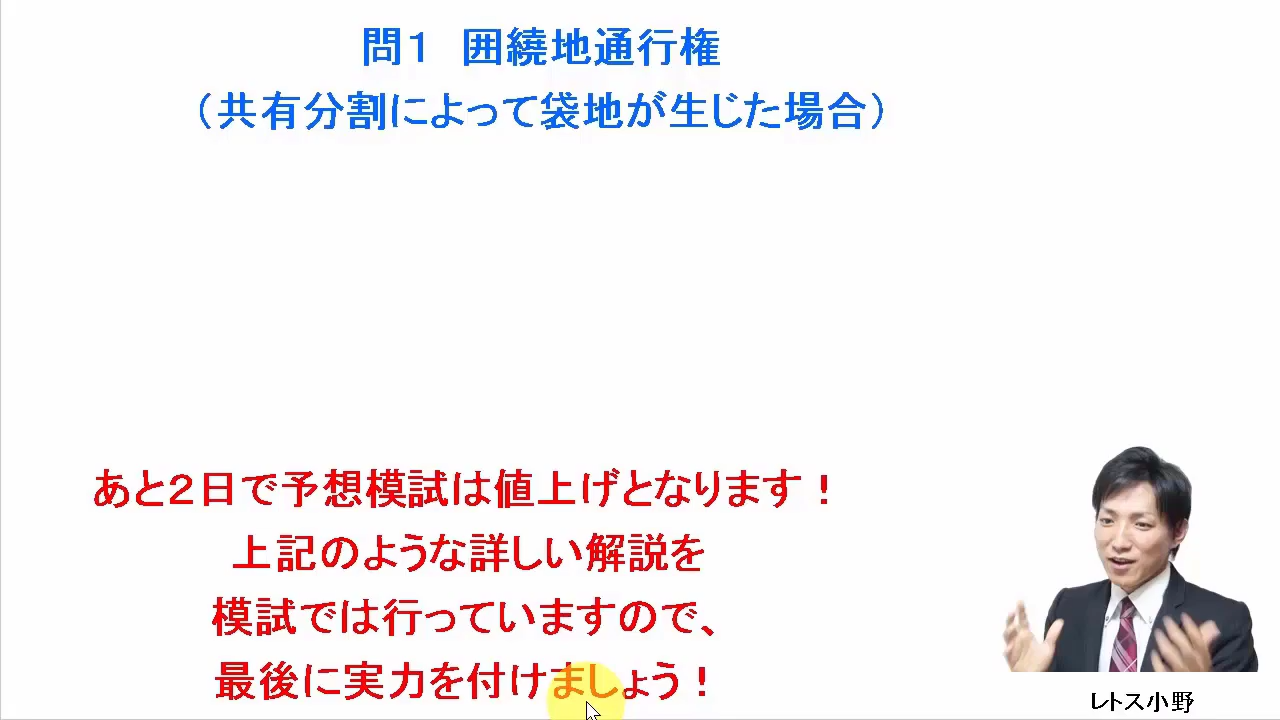 問１　囲繞地通行権
（共有分割によって袋地が生じた場合）
あと２日で予想模試は値上げとなります！
上記のような詳しい解説を
模試では行っていますので、
最後に実力を付けましょう！
レトス小野